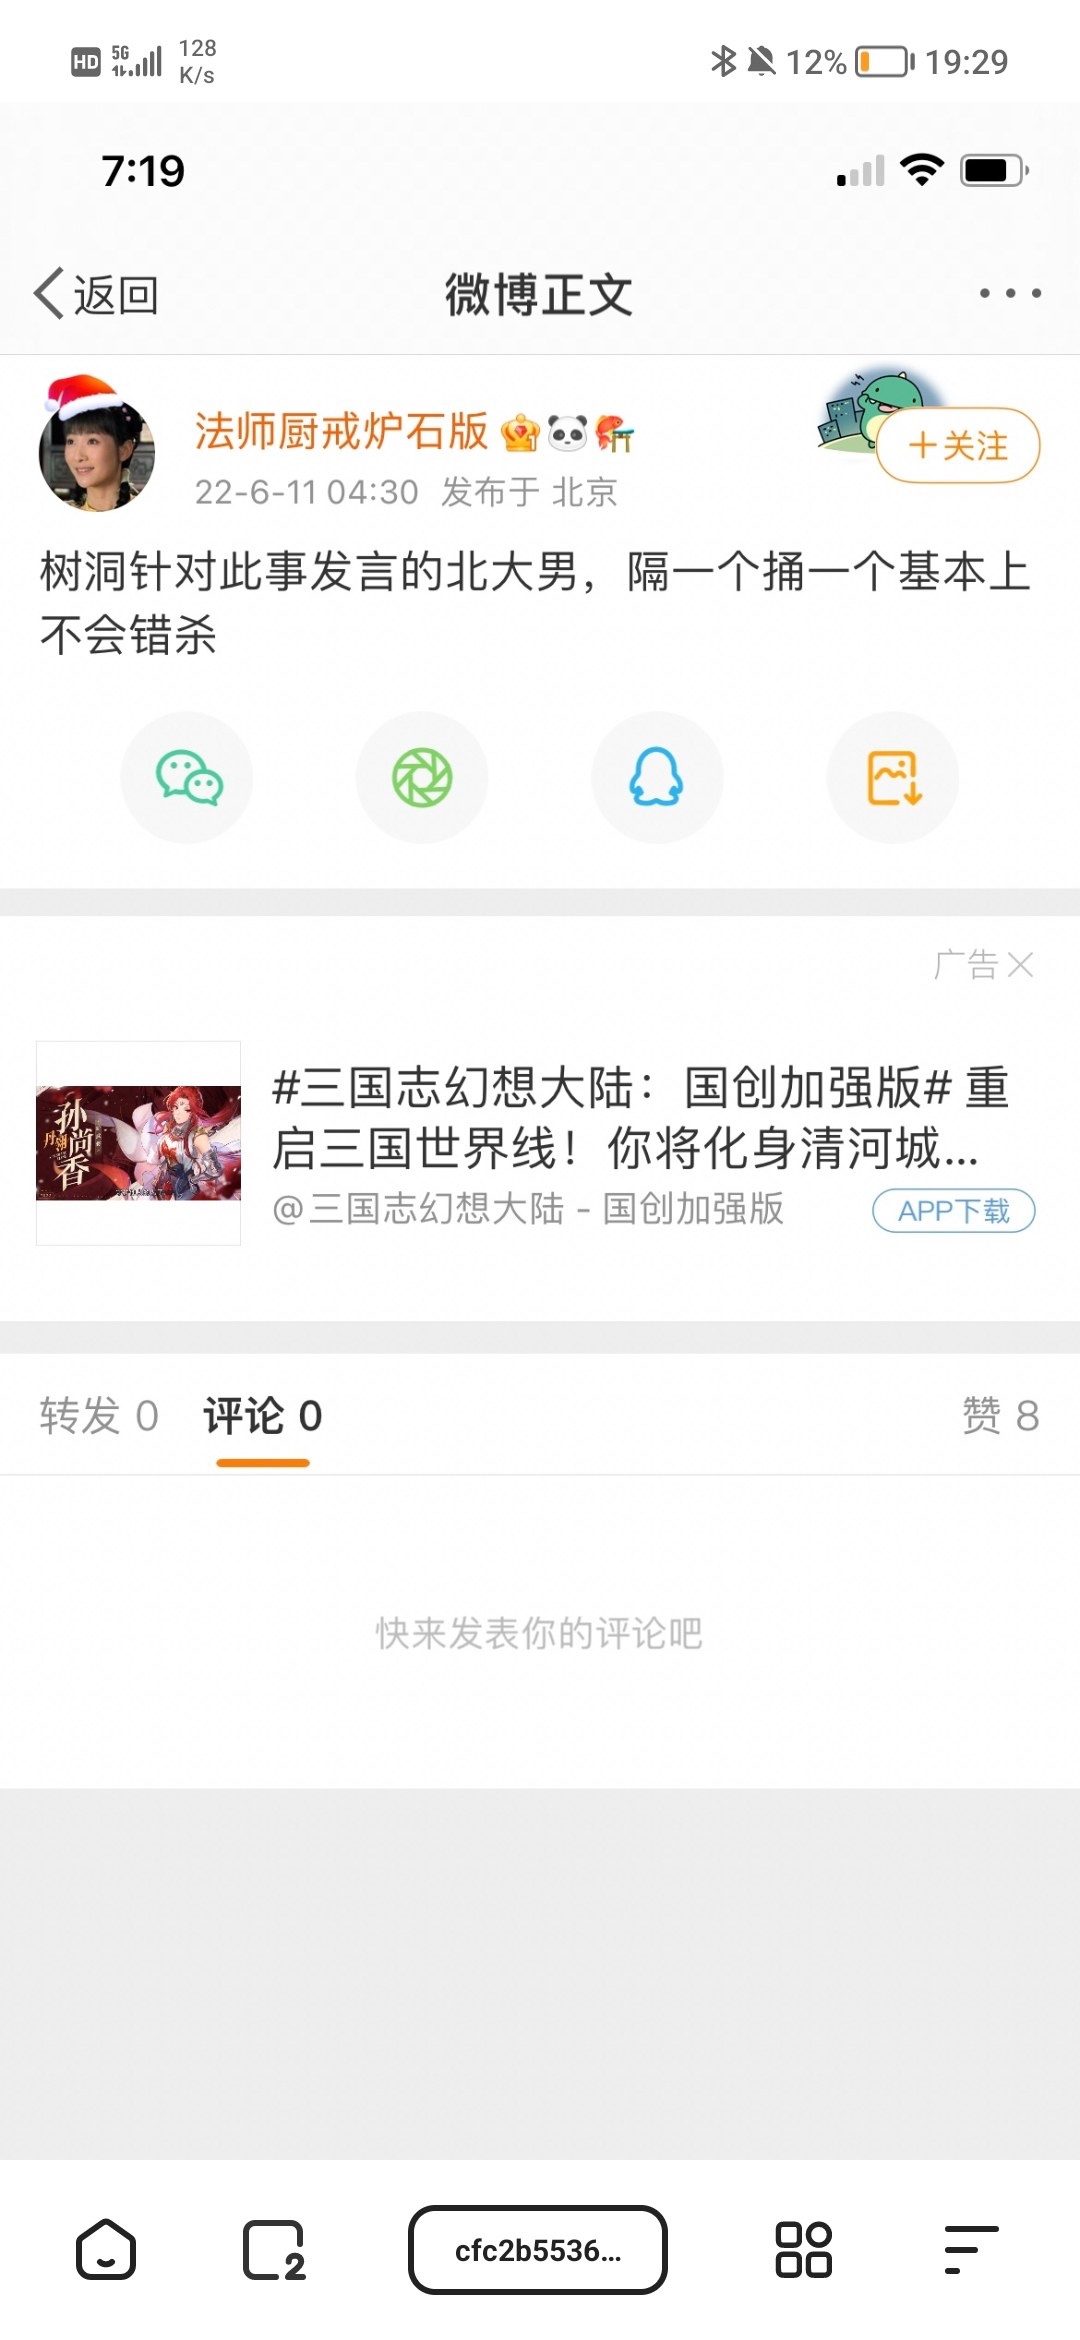 HD 5G 128 K/s 12% 19:29
7:19
返回 微博正文
法师厨戒炉石版
+关注
22-6-11 04:30 发布于 北京
树洞针对此事发言的北大男，隔一个捅一个基本上
不会错杀
广告
#三国志幻想大陆：国创加强版# 重
启三国世界线！你将化身清河城...
@三国志幻想大陆 - 国创加强版
APP下载
孙尚香
转发 0 评论 0 赞 8
快来发表你的评论吧
2 cfc2b5536...